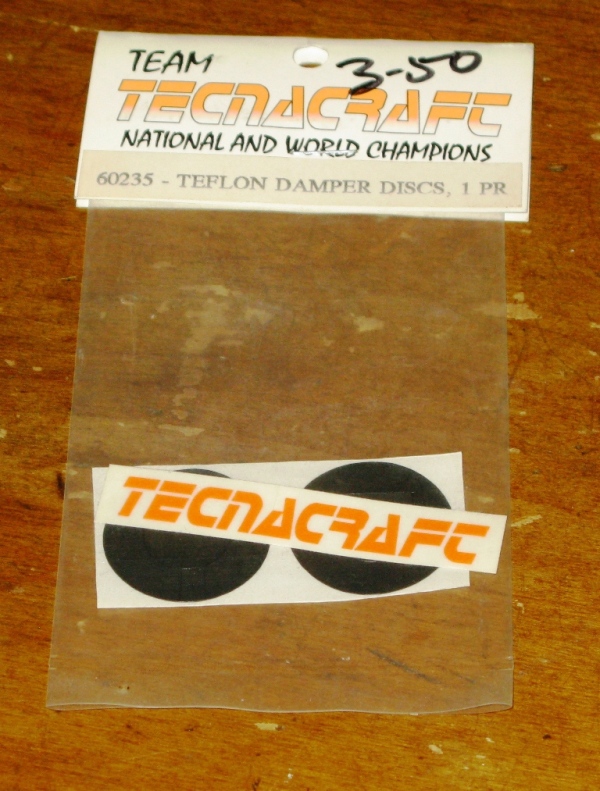 TEAM
3-50
TECNACRAFT
NATIONAL AND WORLD CHAMPIONS
60235 - TEFLON DAMPER DISCS, 1 PR
TECNACRAFT